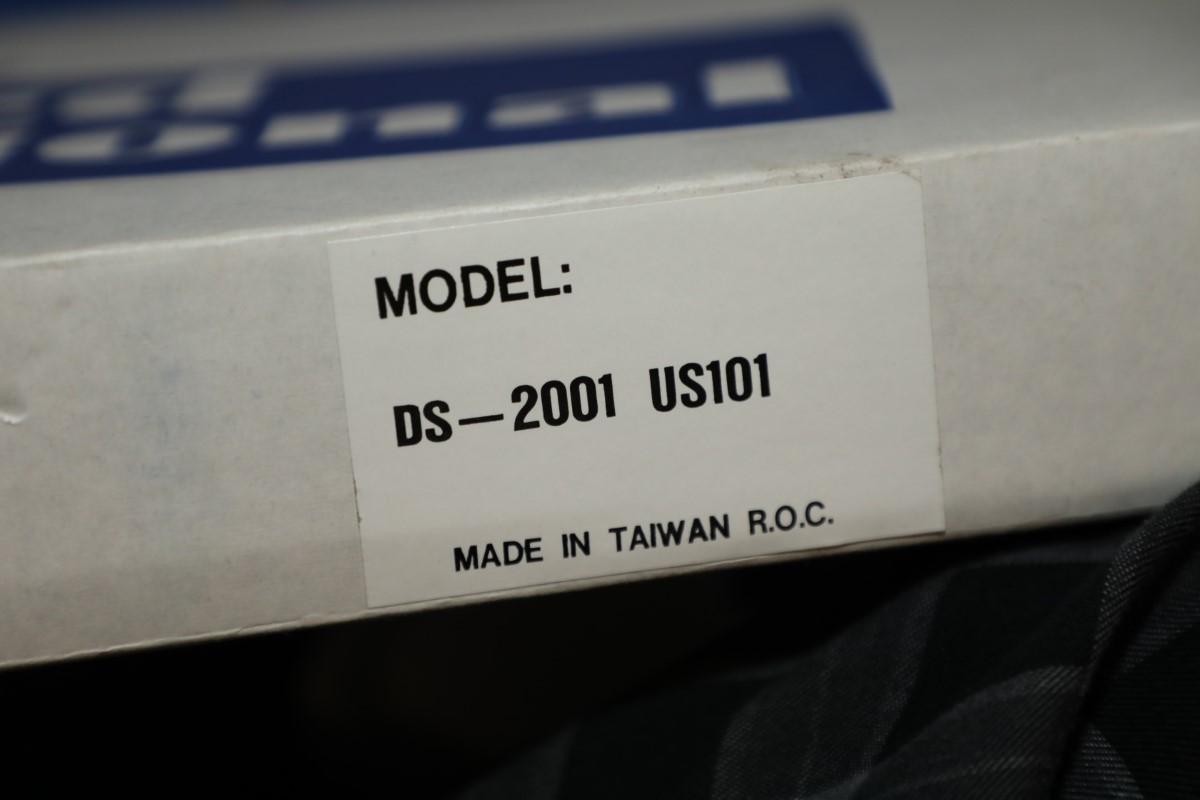 MODEL:
DS—2001 US101
MADE IN TAIWAN R.O.C.